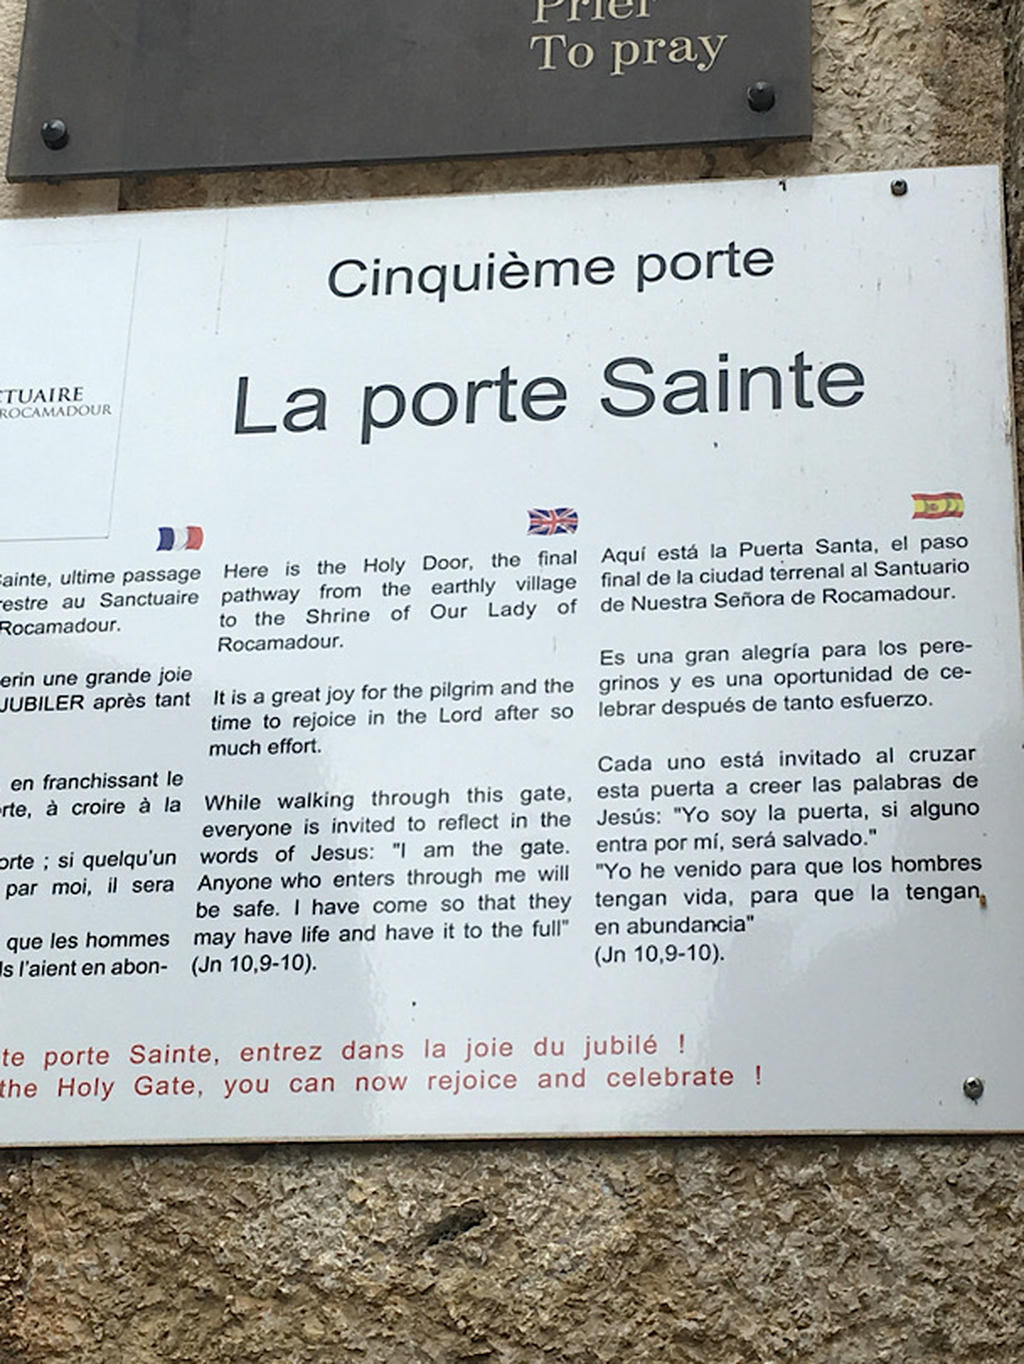 Prier
To pray
Cinquième porte
La porte Sainte
ROCAMADOUR
ultime passage
au Sanctuaire
Rocamadour.
une grande joie
JUBILER après tant
en franchissant le
à croire à la
; si quelqu'un
par moi, il sera
que les hommes
l'aient en abon-
Here is the Holy Door, the final
pathway from the earthly village
to the Shrine of Our Lady of
Rocamadour.
It is a great joy for the pilgrim and the
time to rejoice in the Lord after so
much effort.
While walking through this gate,
everyone is invited to reflect in the
words of Jesus: "I am the gate.
Anyone who enters through me will
be safe. I have come so that they
may have life and have it to the full"
(Jn 10,9-10).
Aquí está la Puerta Santa, el paso
final de la ciudad terrenal al Santuario
de Nuestra Señora de Rocamadour.
Es una gran alegría para los pere-
grinos y es una oportunidad de ce-
lebrar después de tanto esfuerzo.
Cada uno está invitado al cruzar
esta puerta a creer las palabras de
Jesús: "Yo soy la puerta, si alguno
entra por mí, será salvado."
"Yo he venido para que los hombres
tengan vida, para que la tengan
en abundancia"
(Jn 10,9-10).
porte Sainte, entrez dans la joie du jubilé !
the Holy Gate, you can now rejoice and celebrate !